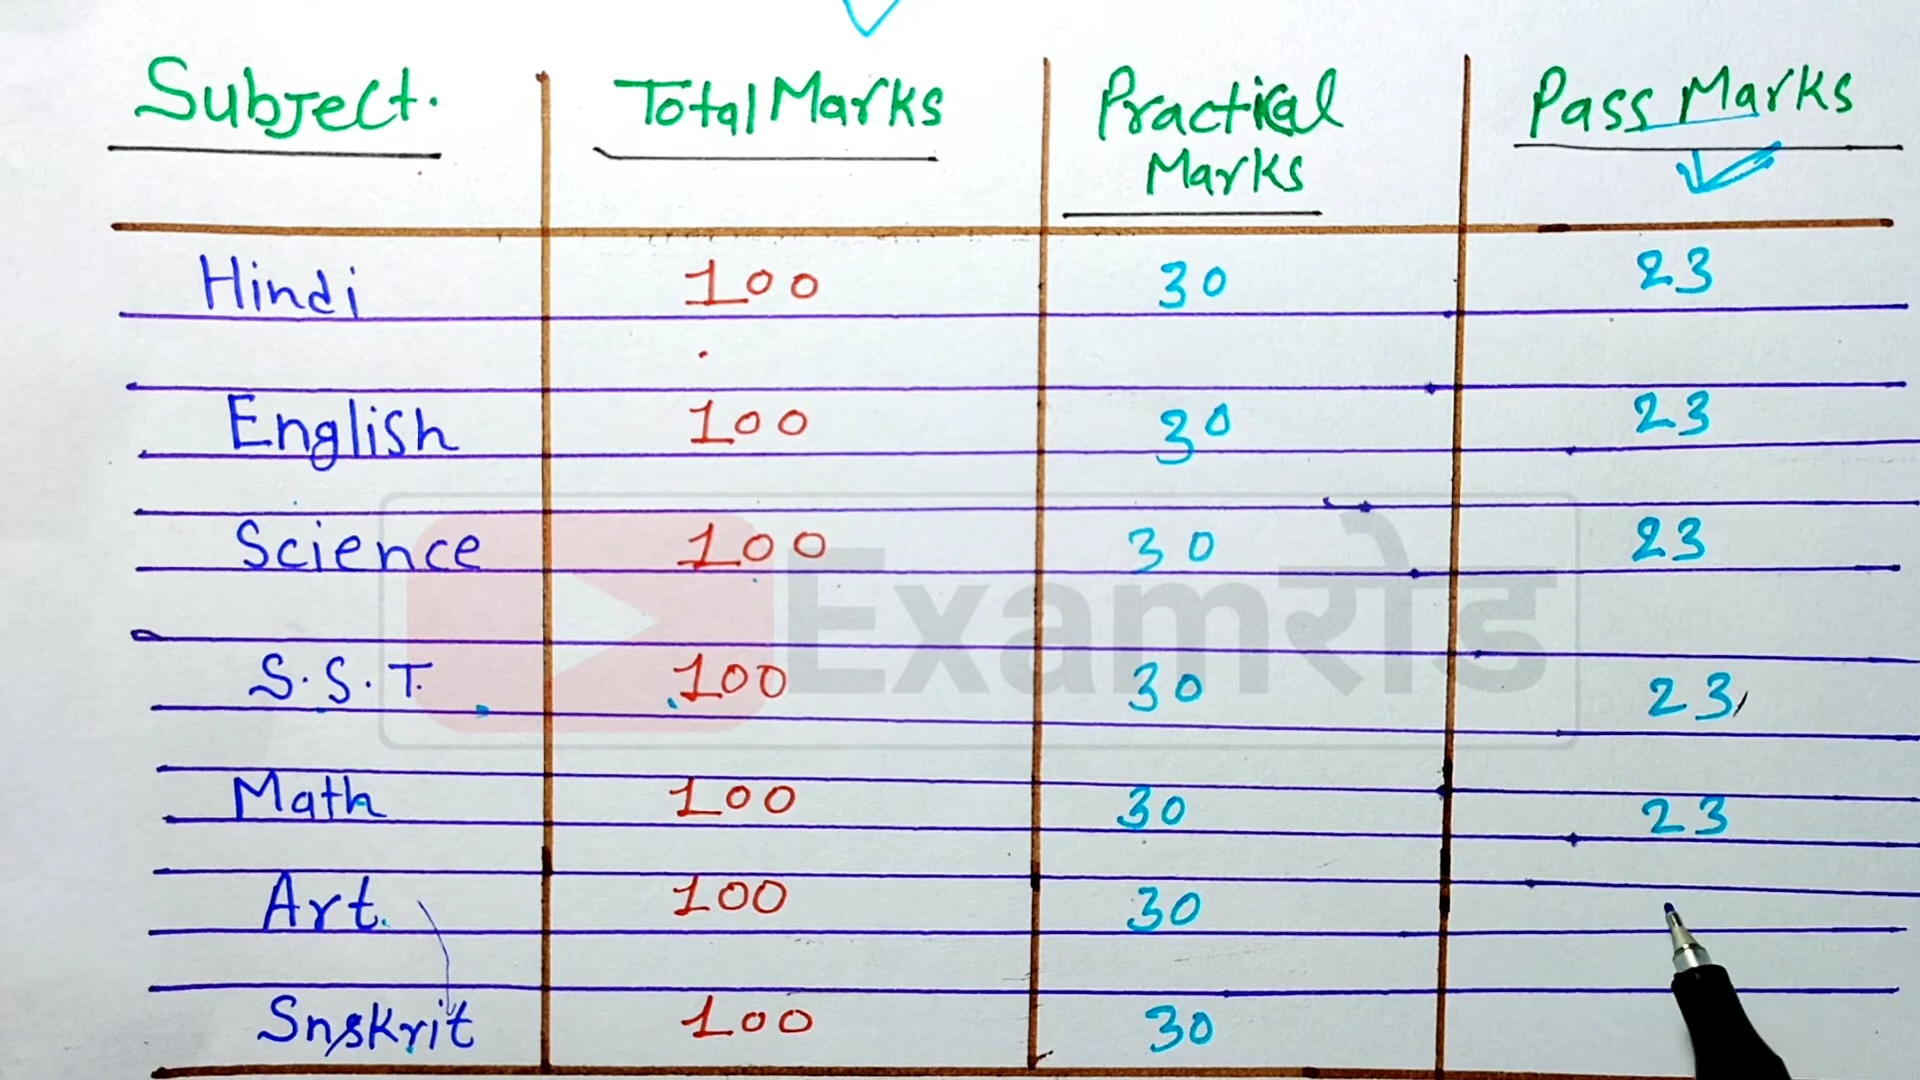 Subject. Total Marks Practical Pass Marks
Marks
Hindi 100 30 23
English 100 30 23
Science 100 30 23
Examरोड
S.S.T. 100 30 23
Math 100 30 23
Art. 100 30
Snskrit 100 30